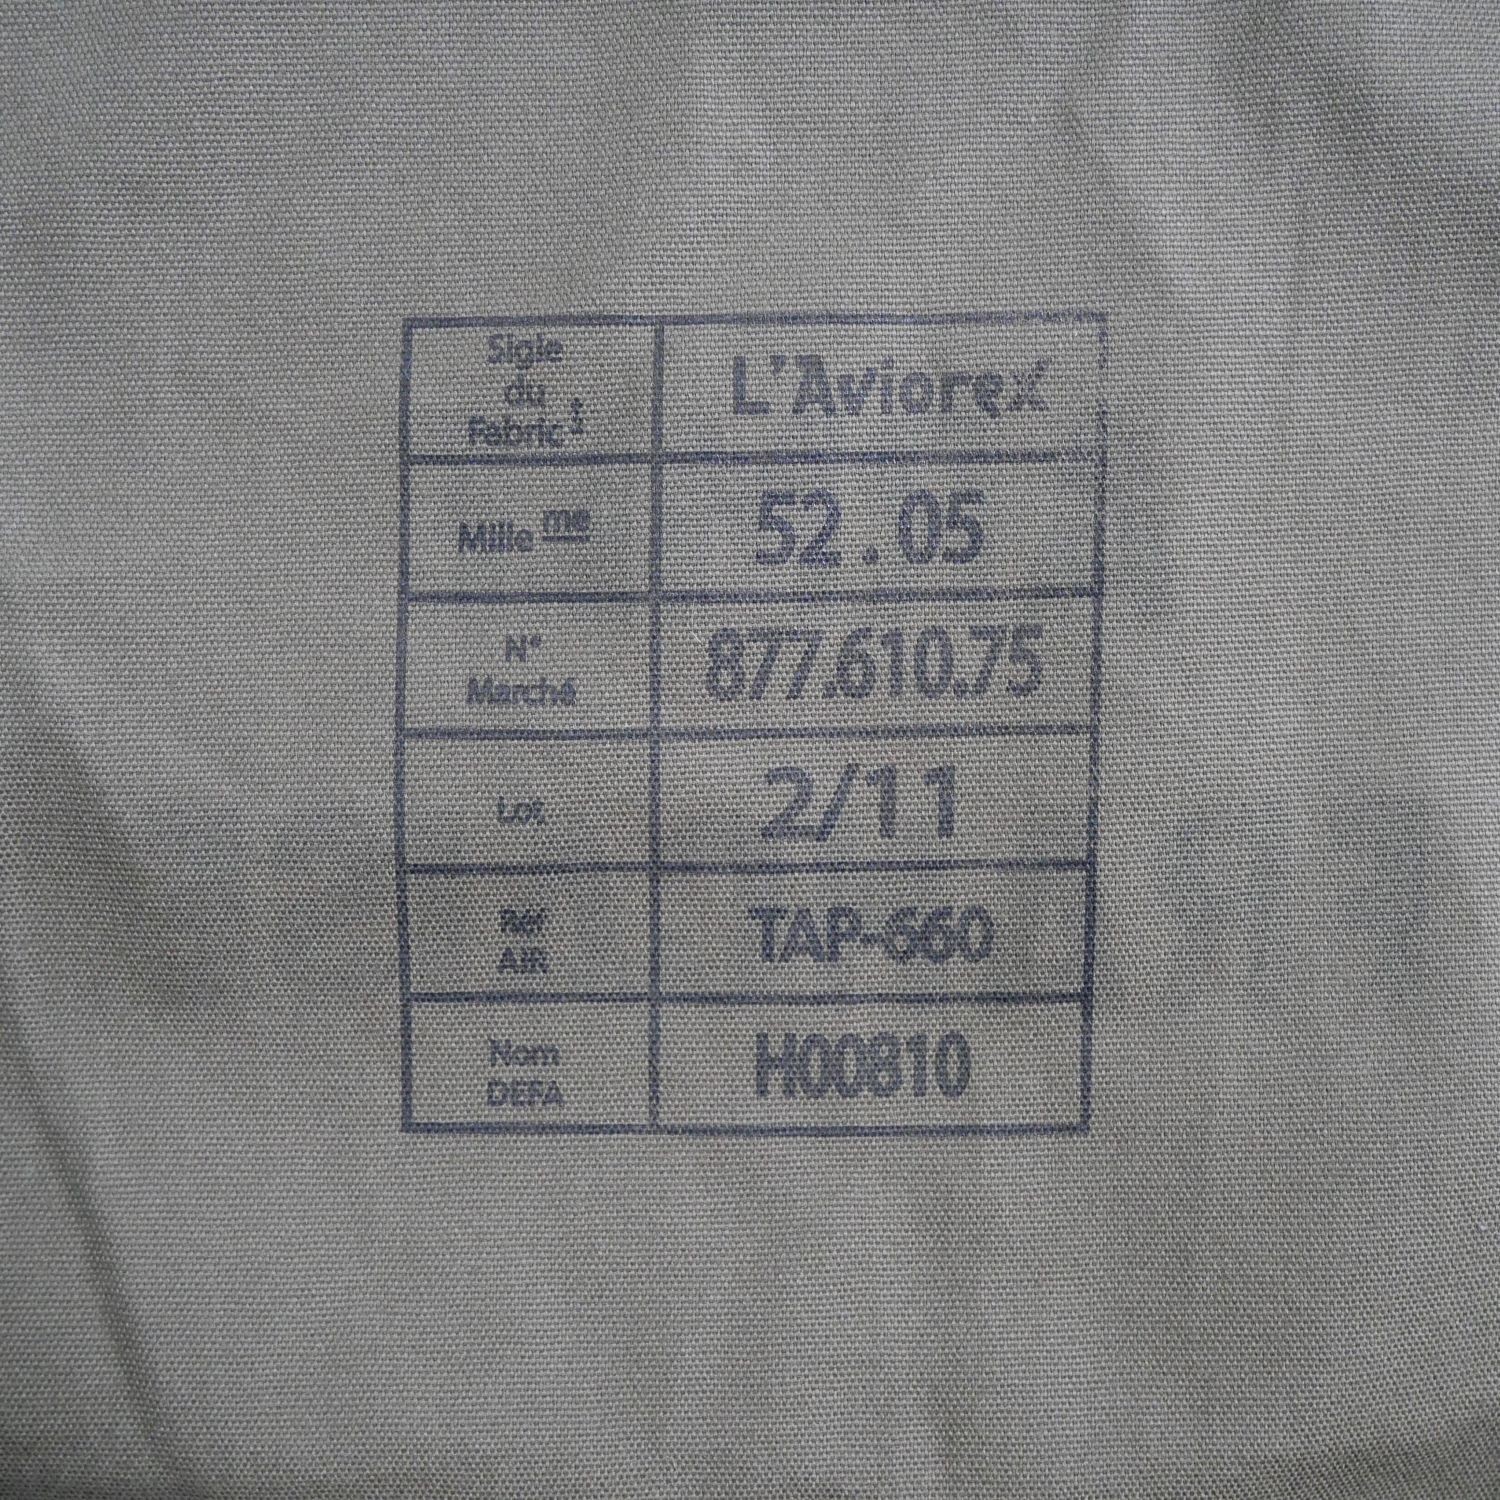 Sigle
du
Fabric t
L'Aviorex
Mille me
52.05
N°
Marché
877.610.75
Lot
2/11
Réf
AIR
TAP-660
Nom
DEFA
H00810